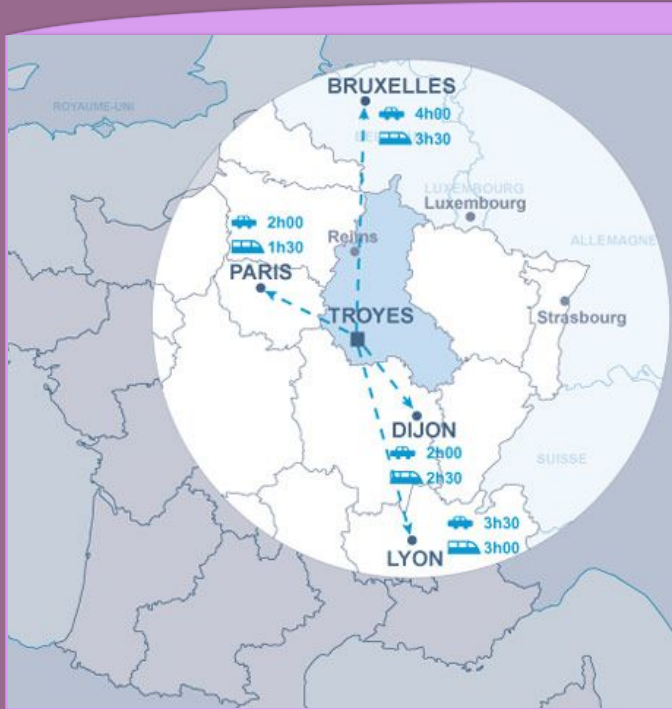 BRUXELLES
ROYAUME-UNI
4h00
3h30
LUXEMBOURG
Luxembourg
2h00
1h30
Reims
ALLEMAGNE
PARIS
TROYES
Strasbourg
DIJON
2h00
2h30
SUISSE
3h30
3h00
LYON